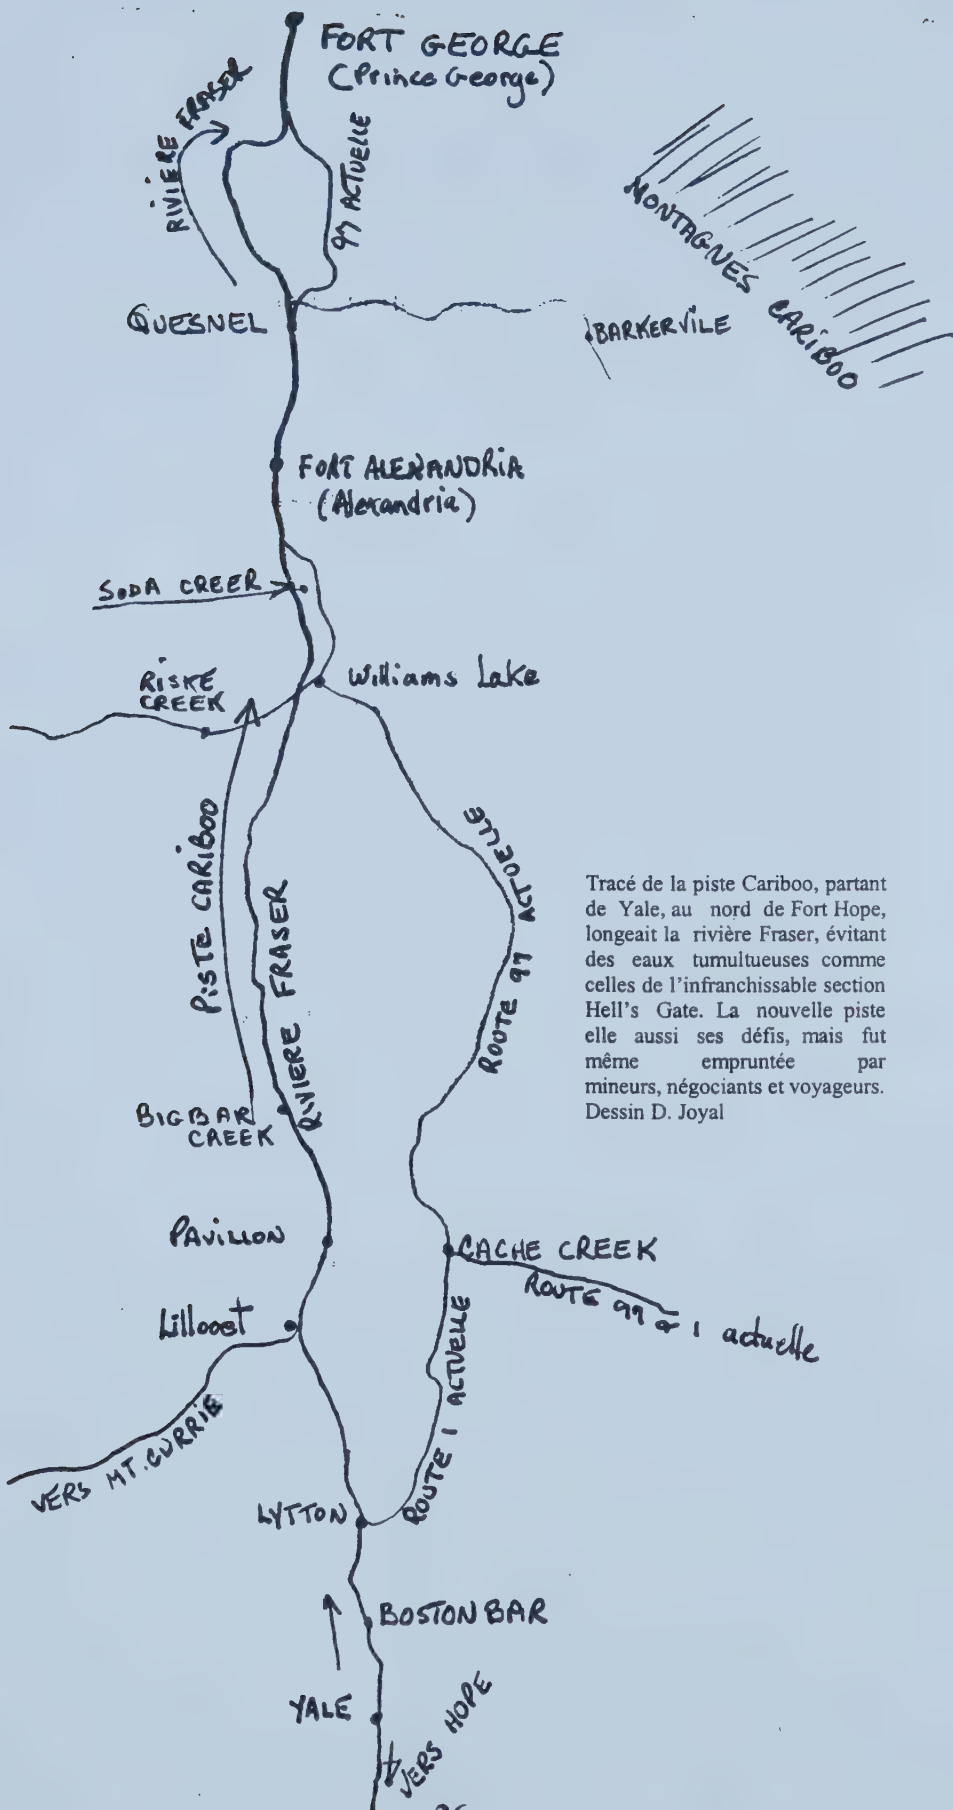 FORT GEORGE
(Prince George)
RIVIERE FRASER
97 ACTUELLE
MONTAGNES CARIBOO
QUESNEL
BARKERVILE
FORT ALEXANDRIA
(Alexandria)
SODA CREER
RISKE
CREEK
Williams Lake
PISTE CARIBOO
RIVIERE FRASER
ROUTE 97 ACTUELLE
Tracé de la piste Cariboo, partant
de Yale, au nord de Fort Hope,
longeait la rivière Fraser, évitant
des eaux tumultueuses comme
celles de l'infranchissable section
Hell's Gate. La nouvelle piste
elle aussi ses défis, mais fut
même empruntée par
mineurs, négociants et voyageurs.
Dessin D. Joyal
BIGBAR
CREEK
PAVILLON
CACHE CREEK
ROUTE 97 & 1 actuelle
Lillooet
ROUTE 1 ACTUELLE
VERS MT. CURRIE
LYTTON
BOSTON BAR
YALE
VERS HOPE